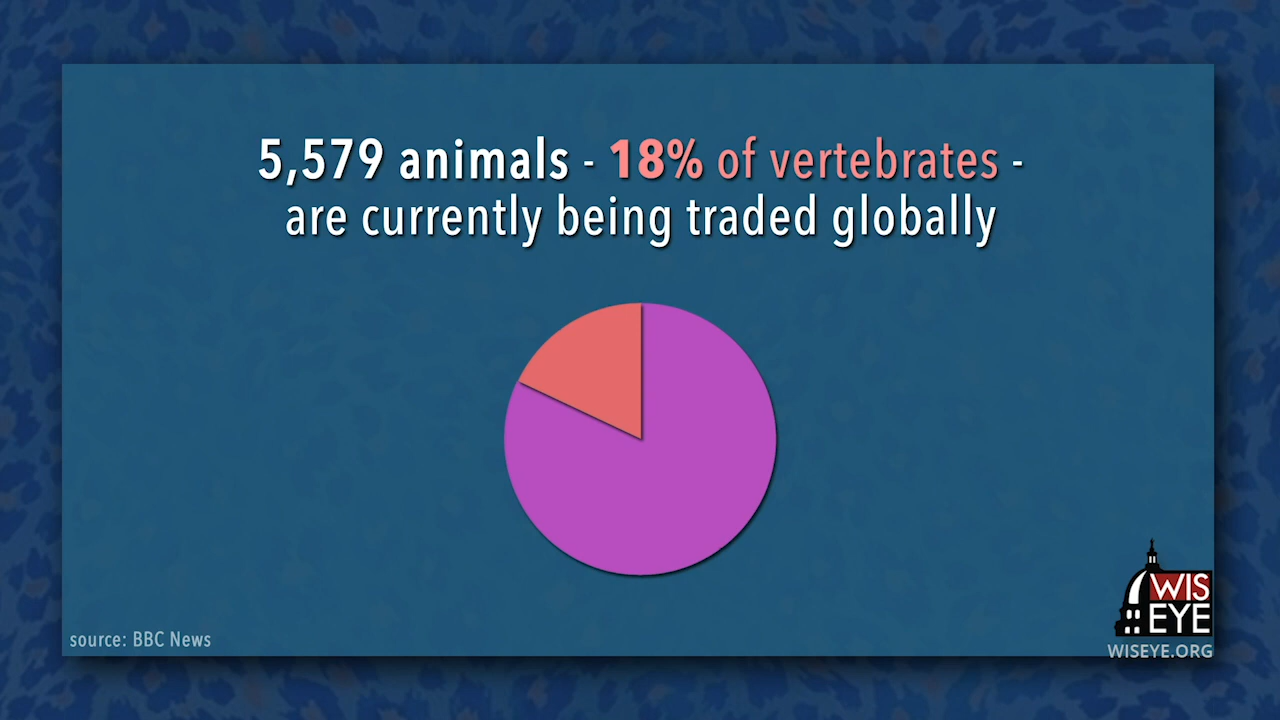 5,579 animals - 18% of vertebrates -
are currently being traded globally
source: BBC News
WIS
EYE
WISEYE.ORG